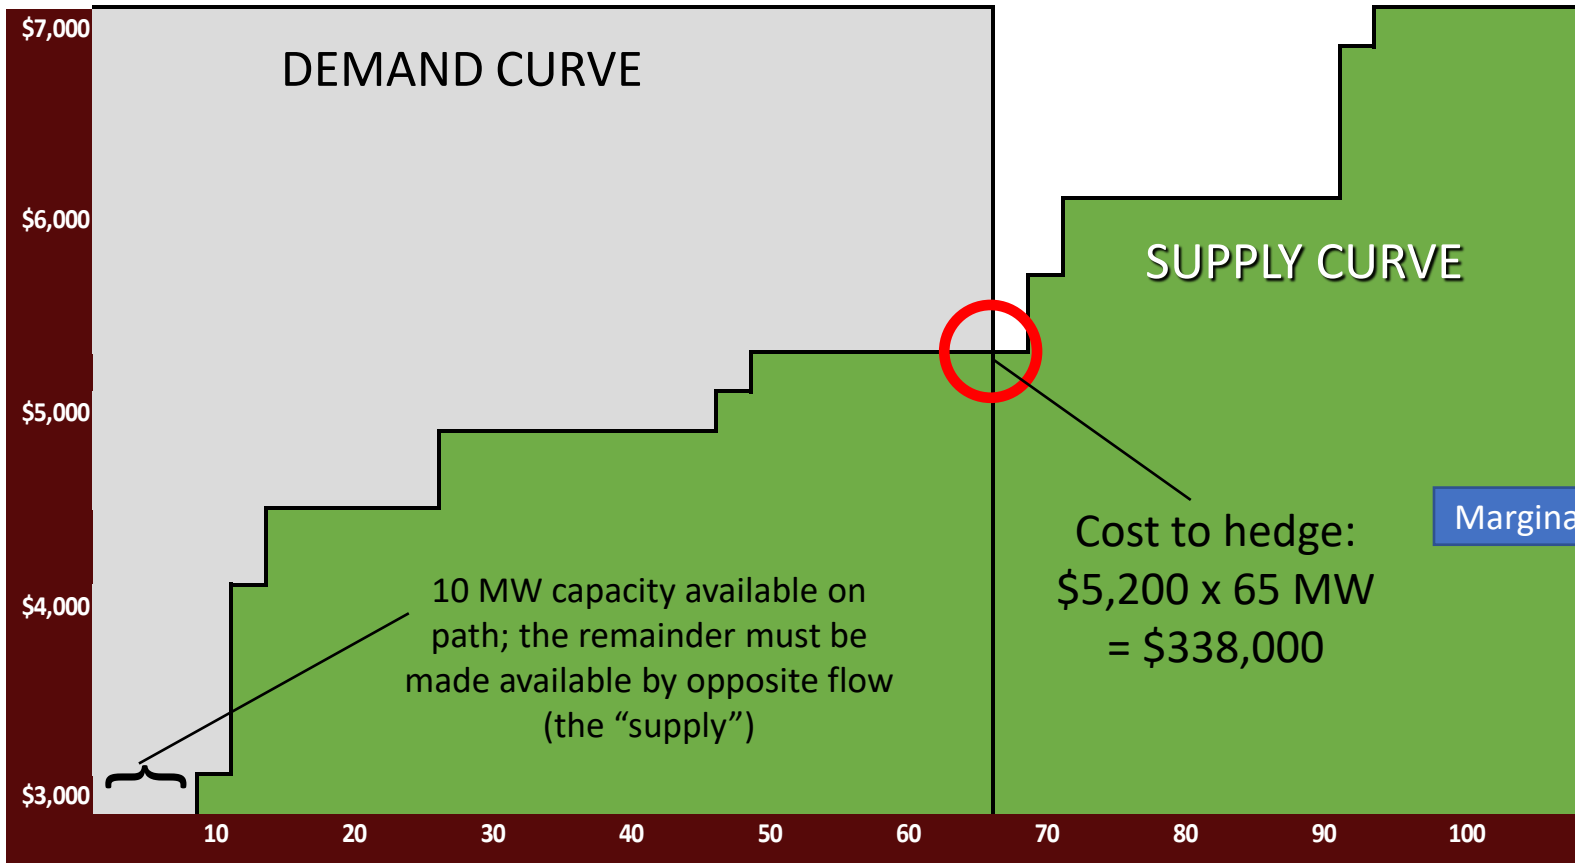 $7,000
DEMAND CURVE
$6,000
SUPPLY CURVE
$5,000
Margina
Cost to hedge:
$5,200 x 65 MW
= $338,000
$4,000
10 MW capacity available on
path; the remainder must be
made available by opposite flow
(the “supply”)
$3,000
10 20 30 40 50 60 70 80 90 100